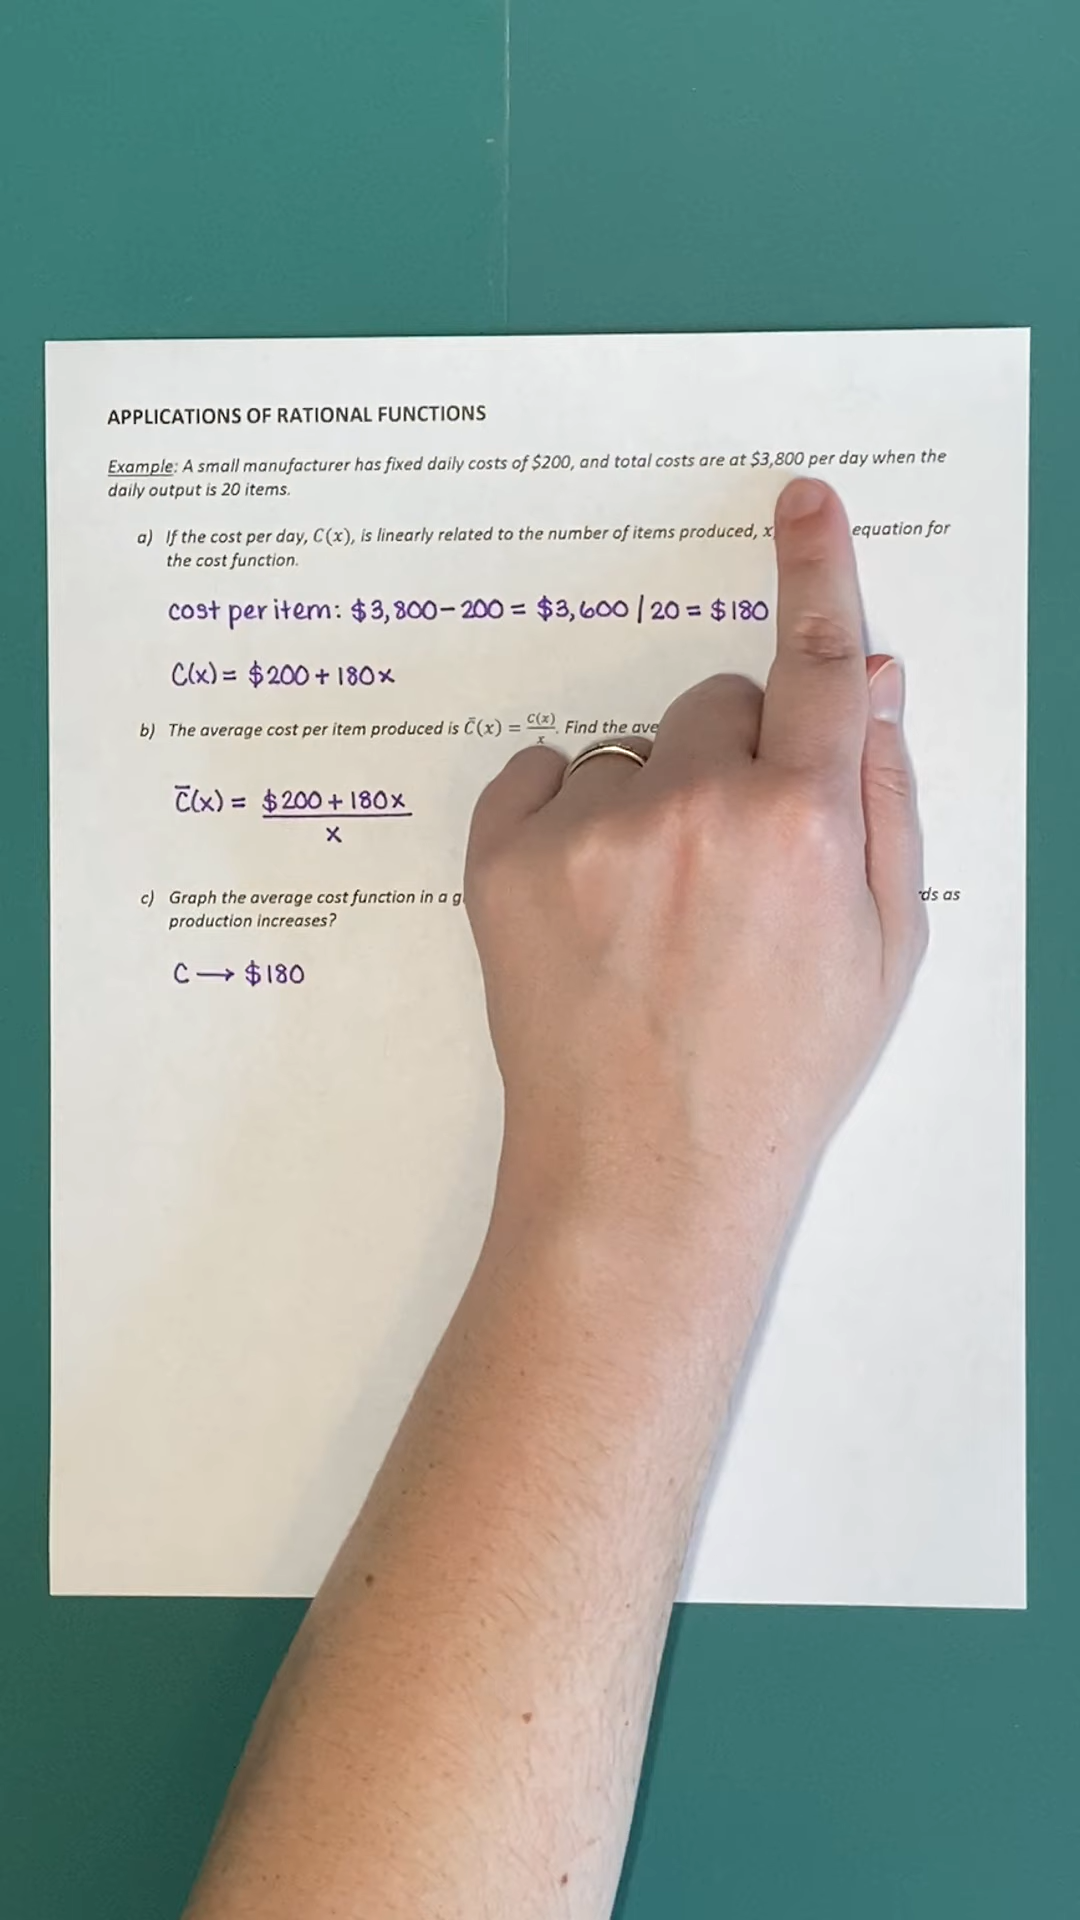 APPLICATIONS OF RATIONAL FUNCTIONS
Example: A small manufacturer has fixed daily costs of $200, and total costs are at $3,800 per day when the
daily output is 20 items.
a) If the cost per day, C(x), is linearly related to the number of items produced, x equation for
the cost function.
cost per item: $3,800-200 = $3,600 / 20 = $180
C(x) = $200 + 180x
b) The average cost per item produced is C̄(x) = C(x)/x. Find the
C̄(x) = $200 + 180x
x
c) Graph the average cost function in a as
production increases?
C → $180